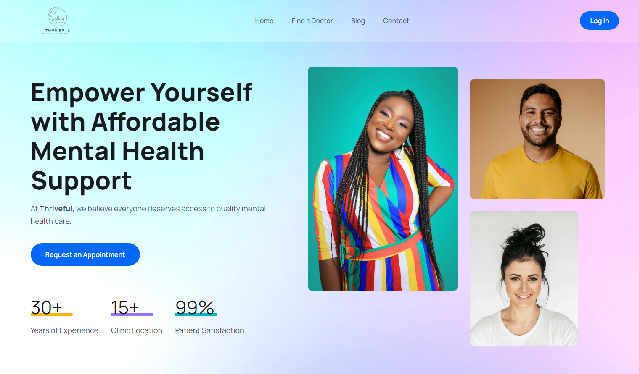 THRIVEFUL
Home
Find a Doctor
Blog
Contact
Log In
Empower Yourself
with Affordable
Mental Health
Support
At Thriveful, we believe everyone deserves access to quality mental
health care.
Request an Appointment
30+
15+
99%
Years of Experience
Clinic Location
Patient Satisfaction